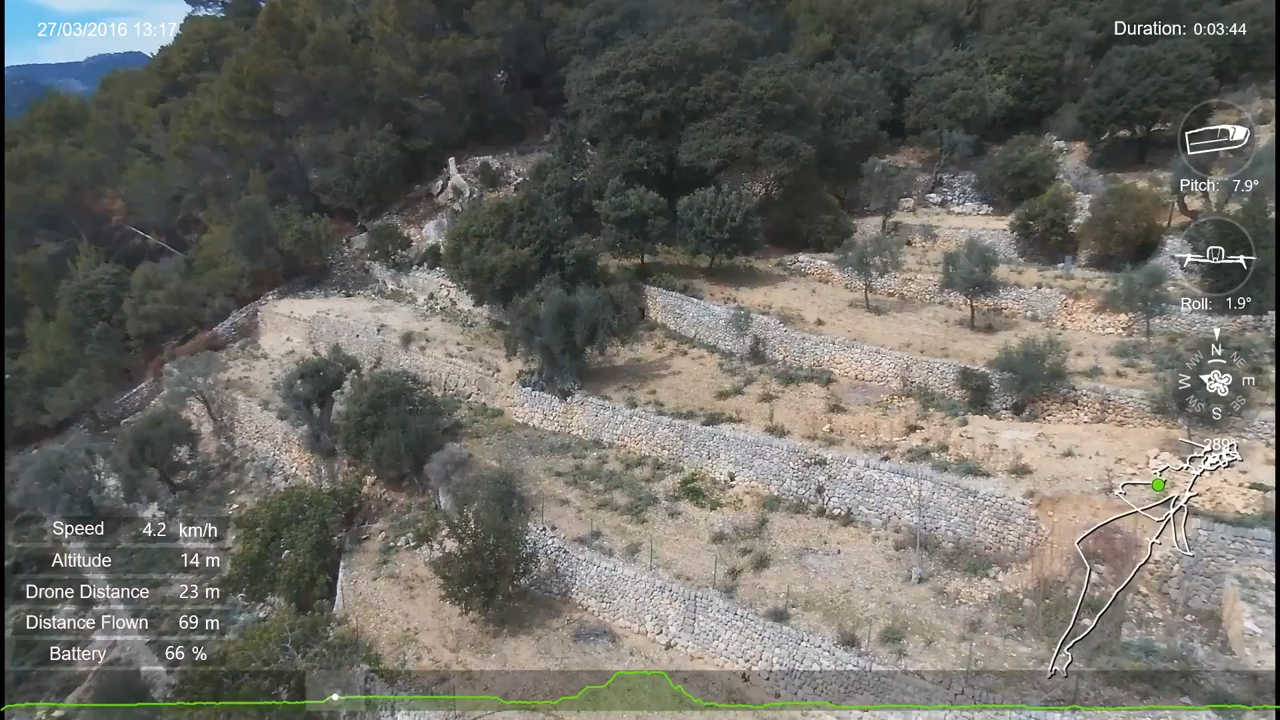 27/03/2016 13:17
Duration: 0:03:44
Pitch: 7.9°
Roll: 1.9°
N
NW NE
W E
SW SE
S
289°
Speed 4.2 km/h
Altitude 14 m
Drone Distance 23 m
Distance Flown 69 m
Battery 66 %